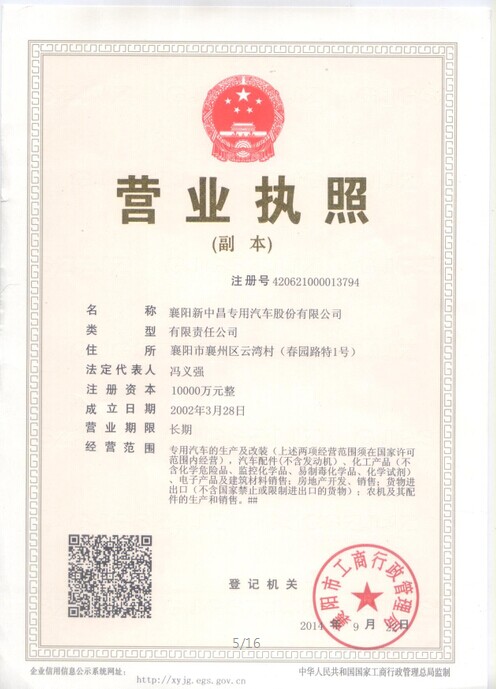 营业执照
(副 本)
注册号 420621000013794
名称 襄阳新中昌专用汽车股份有限公司
类型 有限责任公司
住所 襄阳市襄州区云湾村（春园路特1号）
法定代表人 冯义强
注册资本 10000万元整
成立日期 2002年3月28日
营业期限 长期
经营范围 专用汽车的生产及改装（上述两项经营范围须在国家许可
范围内经营），汽车配件(不含发动机）、化工产品（不
含化学危险品、监控化学品、易制毒化学品、化学试剂）
、电子产品及建筑材料销售；房地产开发、销售；货物进
出口（不含国家禁止或限制进出口的货物）；农机及其配
件的生产和销售。##
襄阳市工商行政管理局
登记机关
2014 年 9 月 日
5/16
企业信用信息公示系统网址：
http://xyjg.egs.gov.cn
中华人民共和国国家工商行政管理总局监制